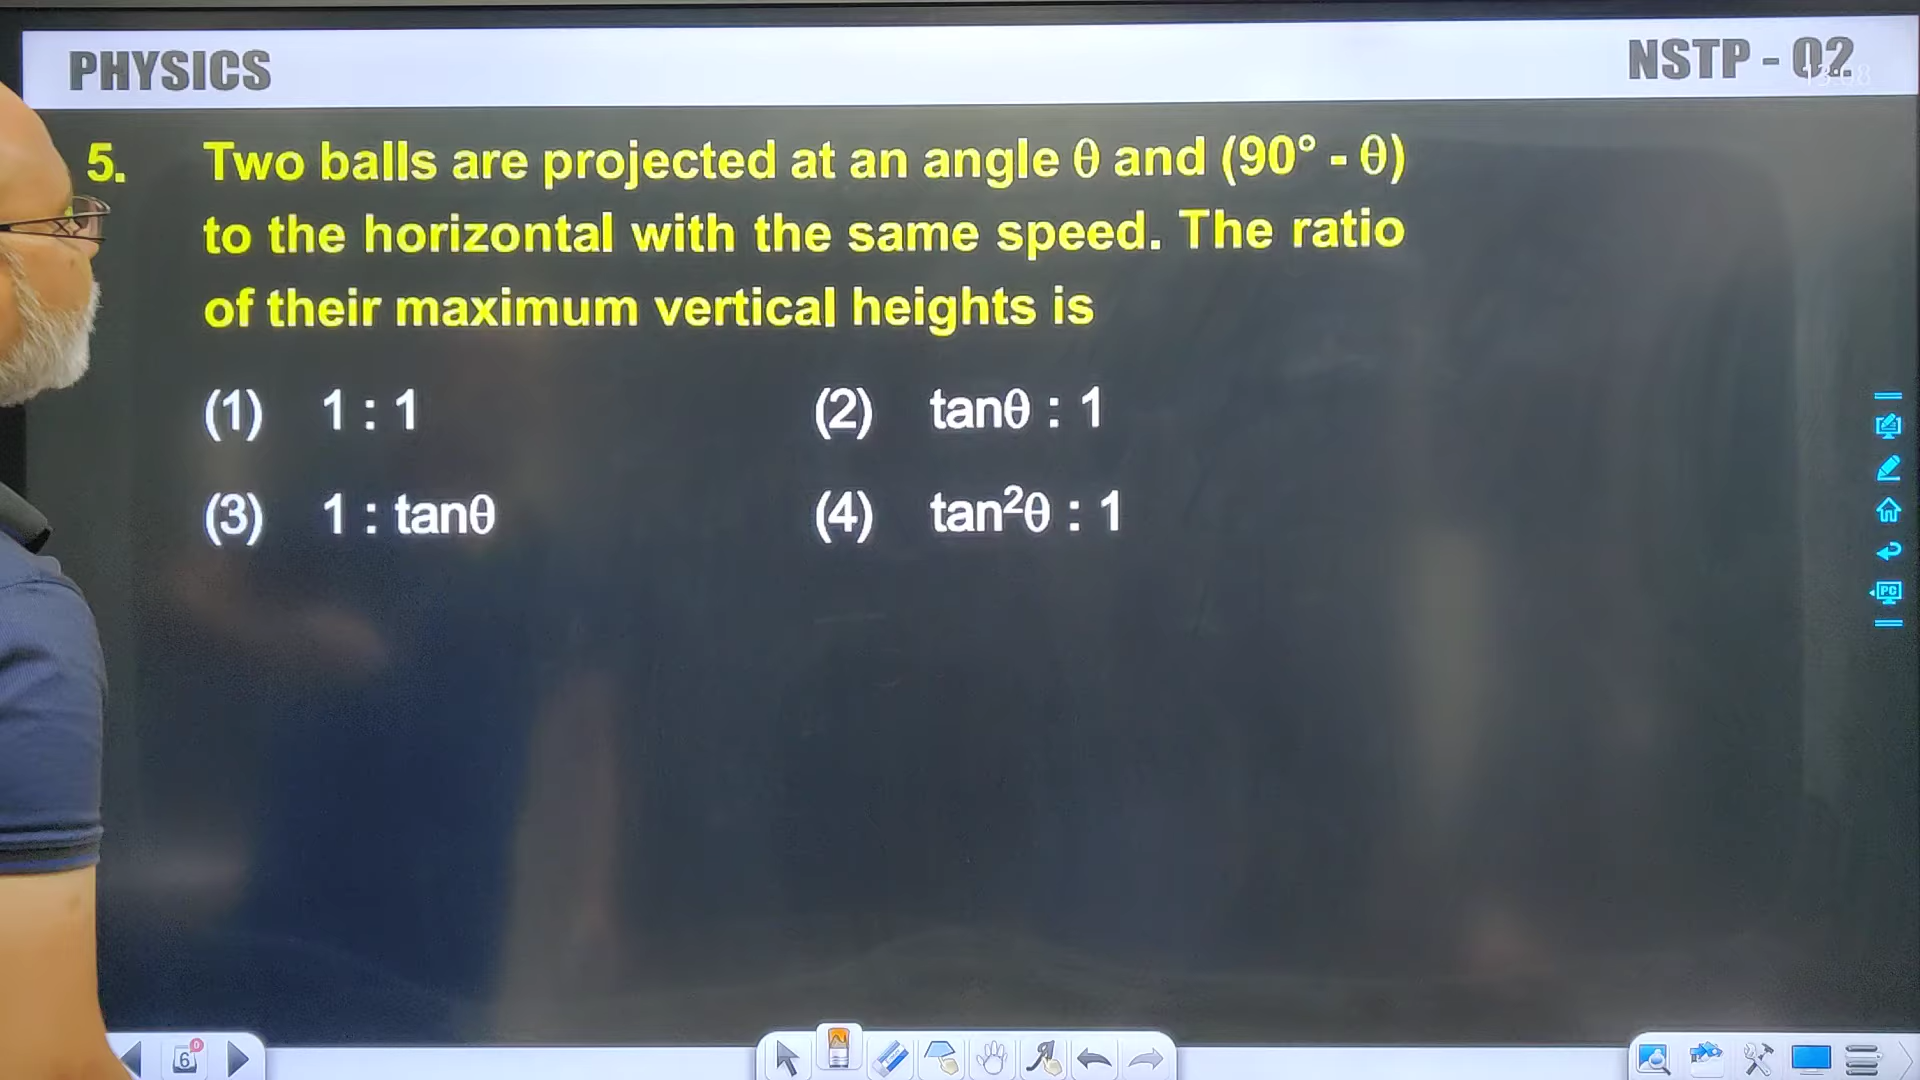 PHYSICS
NSTP - 02
5. Two balls are projected at an angle θ and (90° - θ)
to the horizontal with the same speed. The ratio
of their maximum vertical heights is
(1) 1 : 1 (2) tanθ : 1
(3) 1 : tanθ (4) tan²θ : 1
PC
6